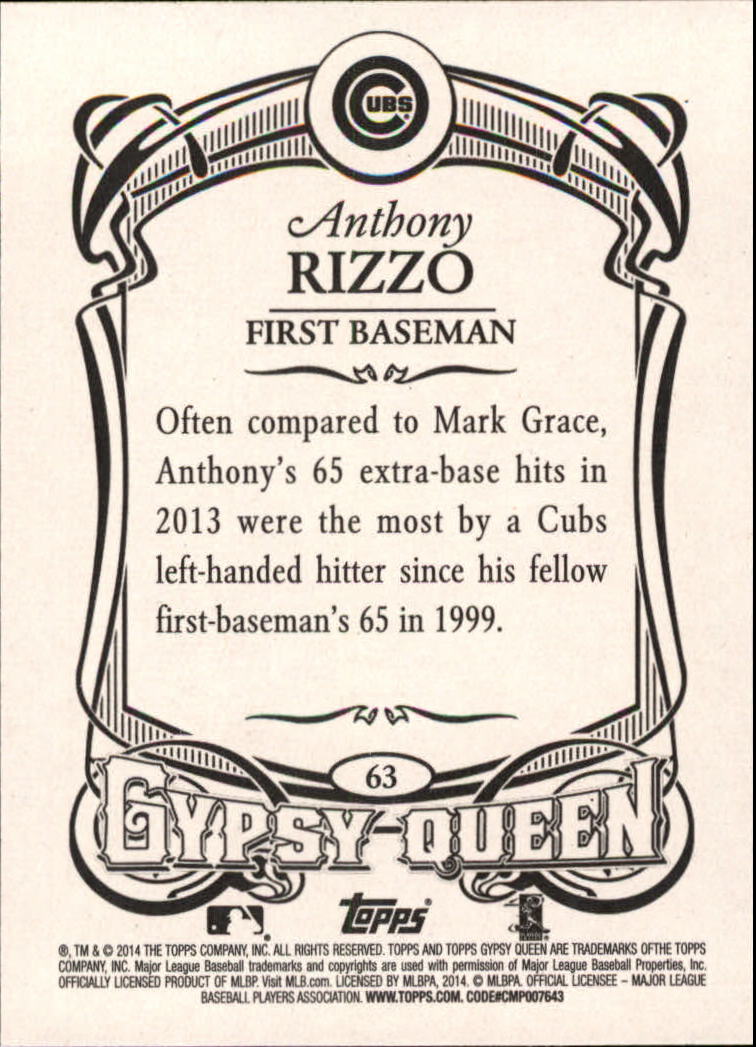 CUBS
Anthony
RIZZO
FIRST BASEMAN
Often compared to Mark Grace,
Anthony's 65 extra-base hits in
2013 were the most by a Cubs
left-handed hitter since his fellow
first-baseman's 65 in 1999.
63
GYPSY QUEEN
topps®
®, TM & © 2014 THE TOPPS COMPANY, INC. ALL RIGHTS RESERVED. TOPPS AND TOPPS GYPSY QUEEN ARE TRADEMARKS OFTHE TOPPS
COMPANY, INC. Major League Baseball trademarks and copyrights are used with permission of Major League Baseball Properties, Inc.
OFFICIALLY LICENSED PRODUCT OF MLBP. Visit MLB.com. LICENSED BY MLBPA, 2014. © MLBPA. OFFICIAL LICENSEE – MAJOR LEAGUE
BASEBALL PLAYERS ASSOCIATION. WWW.TOPPS.COM. CODE#CMP007643